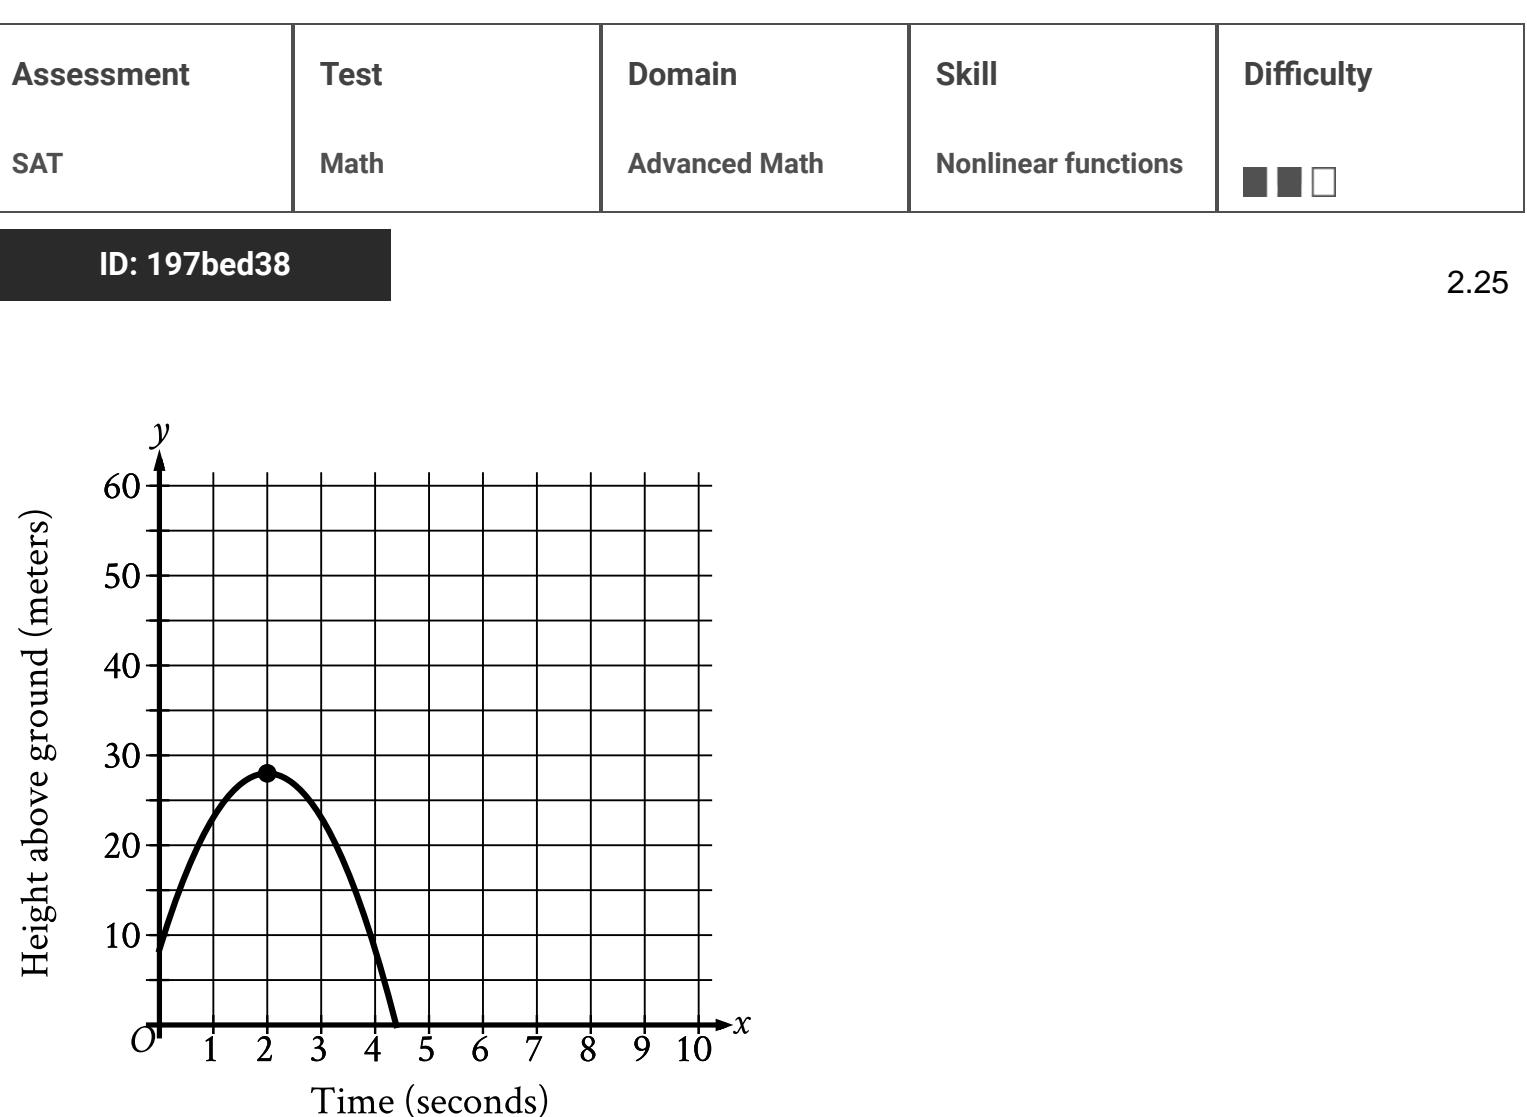 Assessment
Test
Domain
Skill
Difficulty
SAT
Math
Advanced Math
Nonlinear functions
ID: 197bed38
2.25
y
60
50
40
30
20
10
Height above ground (meters)
O
1 2 3 4 5 6 7 8 9 10
x
Time (seconds)